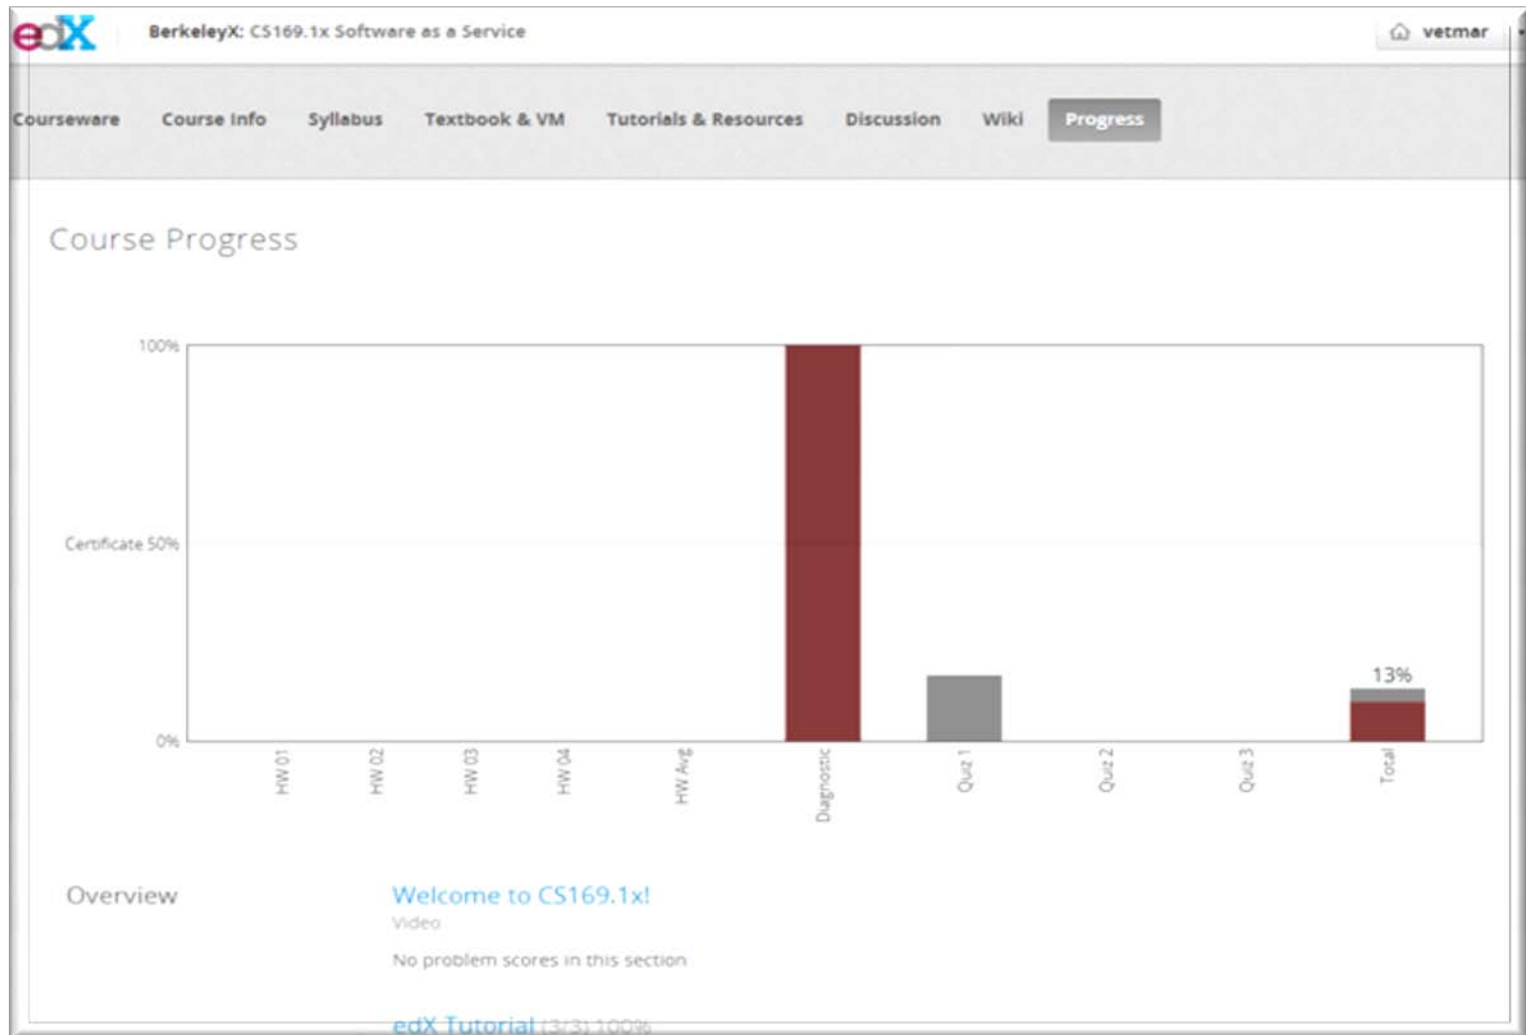 edX BerkeleyX: CS169.1x Software as a Service vetmar
Courseware Course Info Syllabus Textbook & VM Tutorials & Resources Discussion Wiki Progress
Course Progress
100%
Certificate 50%
0%
13%
HW 01 HW 02 HW 03 HW 04 HW Avg Diagnostic Quiz 1 Quiz 2 Quiz 3 Total
Overview
Welcome to CS169.1x!
Video
No problem scores in this section
edX Tutorial (3/3) 100%